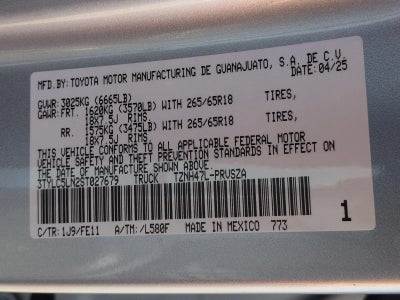 MFD.BY: TOYOTA MOTOR MANUFACTURING DE GUANAJUATO, S.A. DE C.V.
DATE: 04/25
GVWR: 3025KG (6665LB)
GAWR: FRT. 1620KG (3570LB) WITH 265/65R18 TIRES,
18X7.5J RIMS,
RR. 1575KG (3475LB) WITH 265/65R18 TIRES,
18X7.5J RIMS.
THIS VEHICLE CONFORMS TO ALL APPLICABLE FEDERAL MOTOR
VEHICLE SAFETY AND THEFT PREVENTION STANDARDS IN EFFECT ON
THE DATE OF MANUFACTURE SHOWN ABOVE.
3TYLC5LN2ST027679 TRUCK TZNH47L-PRVSZA
1
C/TR: 1J9/FE11 A/TM: /L580F MADE IN MEXICO 773